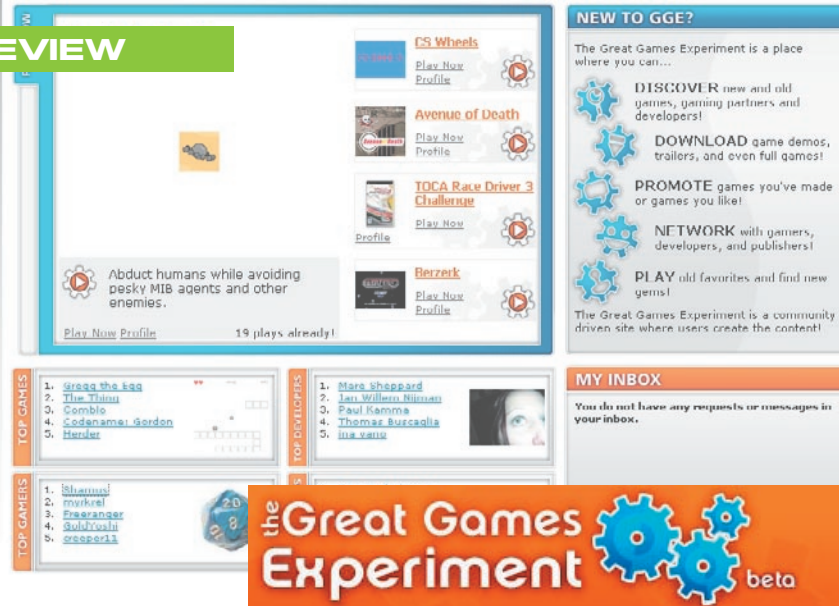 EVIEW
CS Wheels
Play Now
Profile
Avenue of Death
Play Now
Profile
TOCA Race Driver 3
Challenge
Play Now
Profile
Berzerk
Play Now
Profile
Abduct humans while avoiding
pesky MIB agents and other
enemies.
Play Now Profile 19 plays already!
NEW TO GGE?
The Great Games Experiment is a place
where you can...
DISCOVER new and old
games, gaming partners and
developers!
DOWNLOAD game demos,
trailers, and even full games!
PROMOTE games you've made
or games you like!
NETWORK with gamers,
developers, and publishers!
PLAY old favorites and find new
gems!
The Great Games Experiment is a community
driven site where users create the content!
TOP GAMES
1. Gregg the Egg
2. The Thing
3. Comblo
4. Codename: Gordon
5. Herder
TOP DEVELOPERS
1. Mare Sheppard
2. Jan Willem Nijman
3. Paul Kamma
4. Thomas Buscaglia
5. ina vanu
MY INBOX
You do not have any requests or messages in
your inbox.
TOP GAMERS
1. Shamus
2. myrkrel
3. Freeranger
4. GoldYoshi
5. creeper11
the Great Games
Experiment
beta